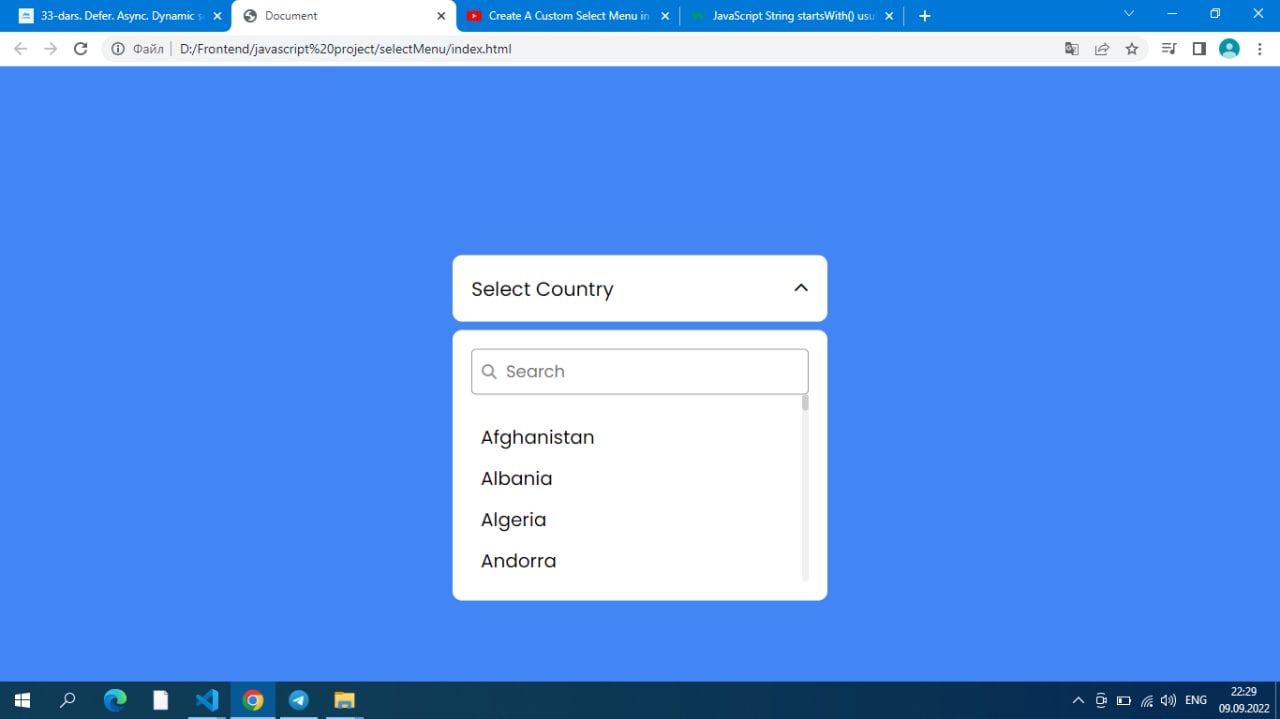 33-dars. Defer. Async. Dynamic s
Document
Create A Custom Select Menu in
JavaScript String startsWith() usu
Файл
D:/Frontend/javascript%20project/selectMenu/index.html
Select Country
Search
Afghanistan
Albania
Algeria
Andorra
ENG
22:29
09.09.2022